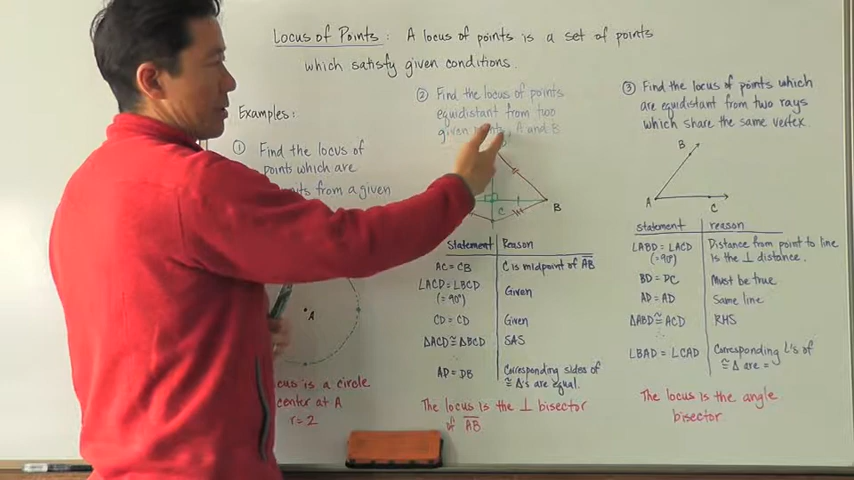 Locus of Points: A locus of points is a set of points
which satisfy given conditions.
Examples:
① Find the locus of
points which are
from a given
A
is a circle
center at A
r = 2
② Find the locus of points
equidistant from two
given points, A and B
C
B
statement Reason
AC = CB C is midpoint of AB
∠ACD = ∠BCD Given
(= 90°)
CD = CD Given
△ACD ≅ △BCD SAS
∴ AD = DB Corresponding sides of
≅ △'s are equal.
The locus is the ⊥ bisector
of AB
③ Find the locus of points which
are equidistant from two rays
which share the same vertex.
B
A
C
statement reason
∠ABD = ∠ACD Distance from point to line
(= 90°) is the ⊥ distance.
BD = DC Must be true
AD = AD Same line
△ABD ≅ ACD RHS
∴
∠BAD = ∠CAD Corresponding ∠'s of
≅ △ are =
The locus is the angle
bisector.